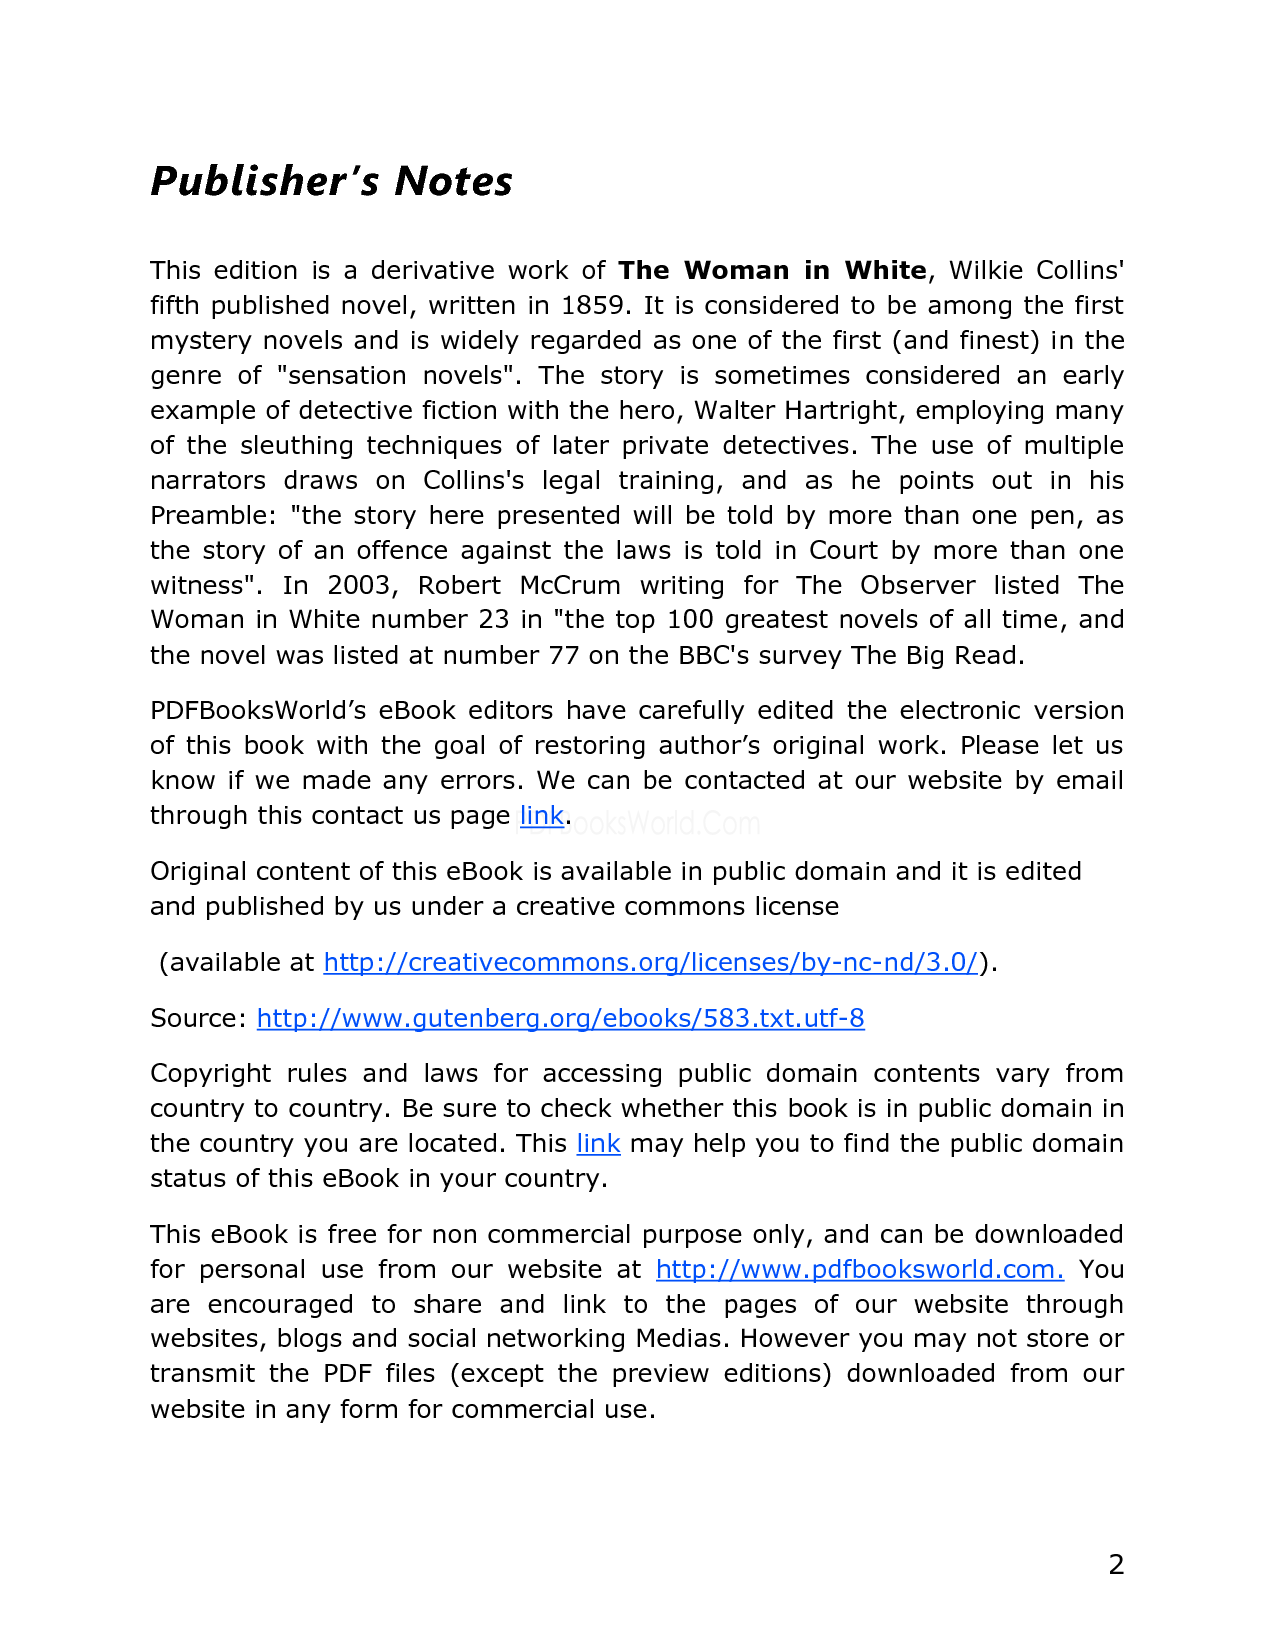 Publisher’s Notes
This edition is a derivative work of The Woman in White, Wilkie Collins'
fifth published novel, written in 1859. It is considered to be among the first
mystery novels and is widely regarded as one of the first (and finest) in the
genre of "sensation novels". The story is sometimes considered an early
example of detective fiction with the hero, Walter Hartright, employing many
of the sleuthing techniques of later private detectives. The use of multiple
narrators draws on Collins's legal training, and as he points out in his
Preamble: "the story here presented will be told by more than one pen, as
the story of an offence against the laws is told in Court by more than one
witness". In 2003, Robert McCrum writing for The Observer listed The
Woman in White number 23 in "the top 100 greatest novels of all time, and
the novel was listed at number 77 on the BBC's survey The Big Read.
PDFBooksWorld’s eBook editors have carefully edited the electronic version
of this book with the goal of restoring author’s original work. Please let us
know if we made any errors. We can be contacted at our website by email
through this contact us page link.
PDFBooksWorld.Com
Original content of this eBook is available in public domain and it is edited
and published by us under a creative commons license
(available at http://creativecommons.org/licenses/by-nc-nd/3.0/).
Source: http://www.gutenberg.org/ebooks/583.txt.utf-8
Copyright rules and laws for accessing public domain contents vary from
country to country. Be sure to check whether this book is in public domain in
the country you are located. This link may help you to find the public domain
status of this eBook in your country.
This eBook is free for non commercial purpose only, and can be downloaded
for personal use from our website at http://www.pdfbooksworld.com. You
are encouraged to share and link to the pages of our website through
websites, blogs and social networking Medias. However you may not store or
transmit the PDF files (except the preview editions) downloaded from our
website in any form for commercial use.
2